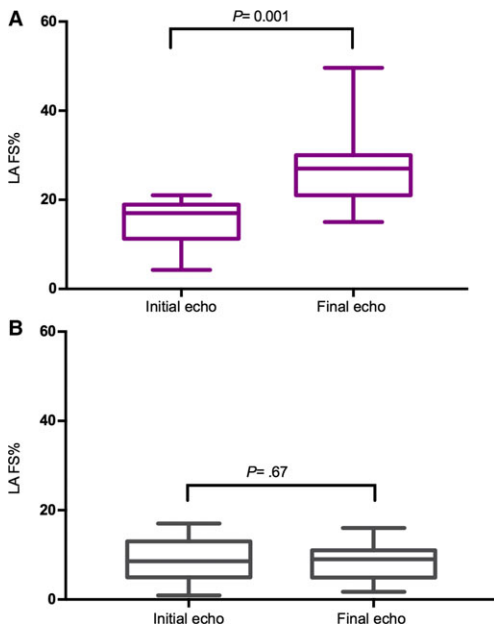 A
P= 0.001
60
40
20
0
LA FS%
Initial echo
Final echo
B
P= .67
60
40
20
0
LA FS%
Initial echo
Final echo